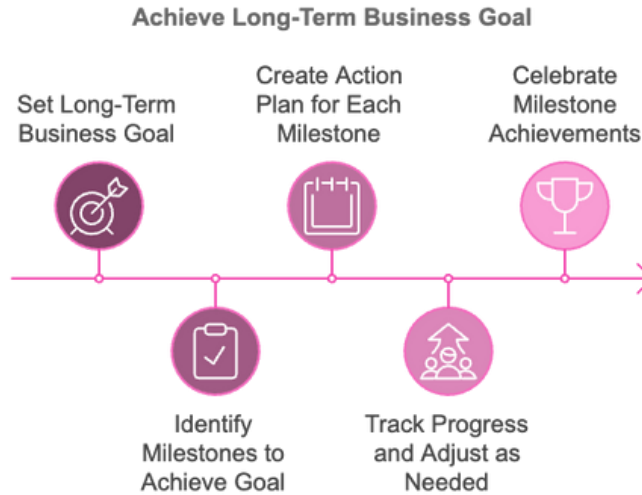 Achieve Long-Term Business Goal
Set Long-Term
Business Goal
Identify
Milestones to
Achieve Goal
Create Action
Plan for Each
Milestone
Track Progress
and Adjust as
Needed
Celebrate
Milestone
Achievements